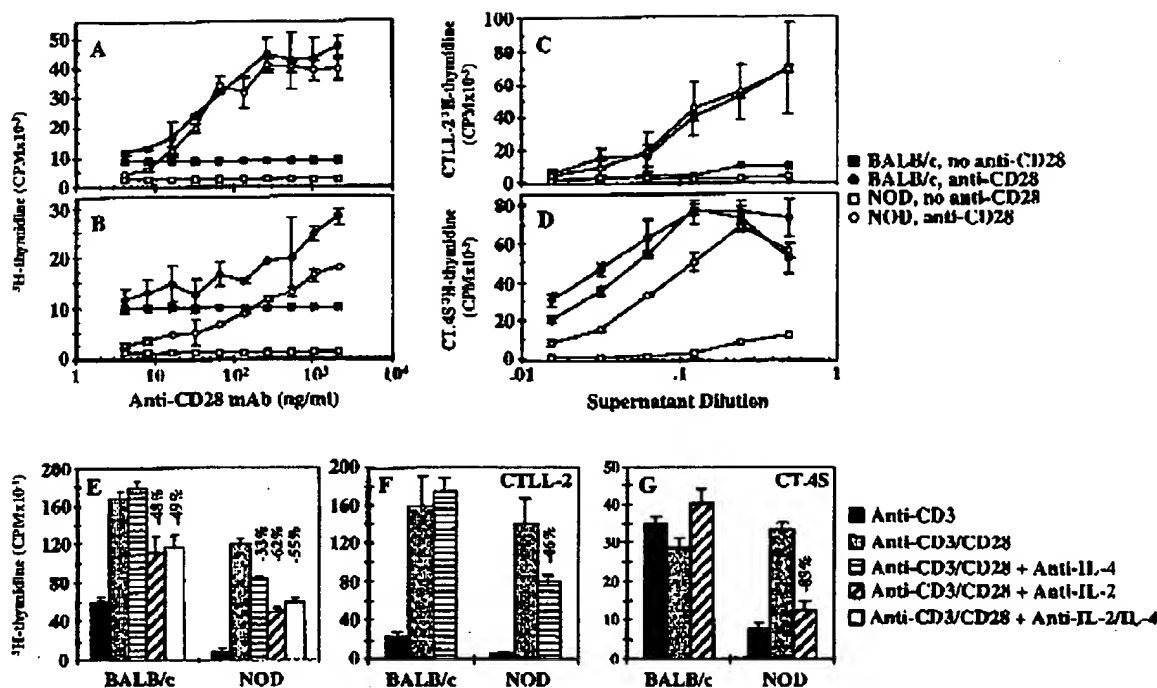 A
50
40
30
20
10
0
³H-thymidine (CPMx10⁻³)
B
30
20
10
0
1
10
10²
10³
10⁴
Anti-CD28 mAb (ng/ml)
C
100
80
60
40
20
0
CTLL-2 ³H-thymidine
(CPMx10⁻³)
D
80
60
40
20
0
CT.4S ³H-thymidine
(CPMx10⁻³)
.01
.1
1
Supernatant Dilution
BALB/c, no anti-CD28
BALB/c, anti-CD28
NOD, no anti-CD28
NOD, anti-CD28
E
³H-thymidine (CPMx10⁻³)
160
120
60
0
-48%
-49%
-33%
-62%
-55%
BALB/c
NOD
F
CTLL-2
200
160
120
80
40
0
-46%
BALB/c
NOD
G
CT.4S
50
40
30
20
10
0
-63%
BALB/c
NOD
Anti-CD3
Anti-CD3/CD28
Anti-CD3/CD28 + Anti-IL-4
Anti-CD3/CD28 + Anti-IL-2
Anti-CD3/CD28 + Anti-IL-2/IL-4